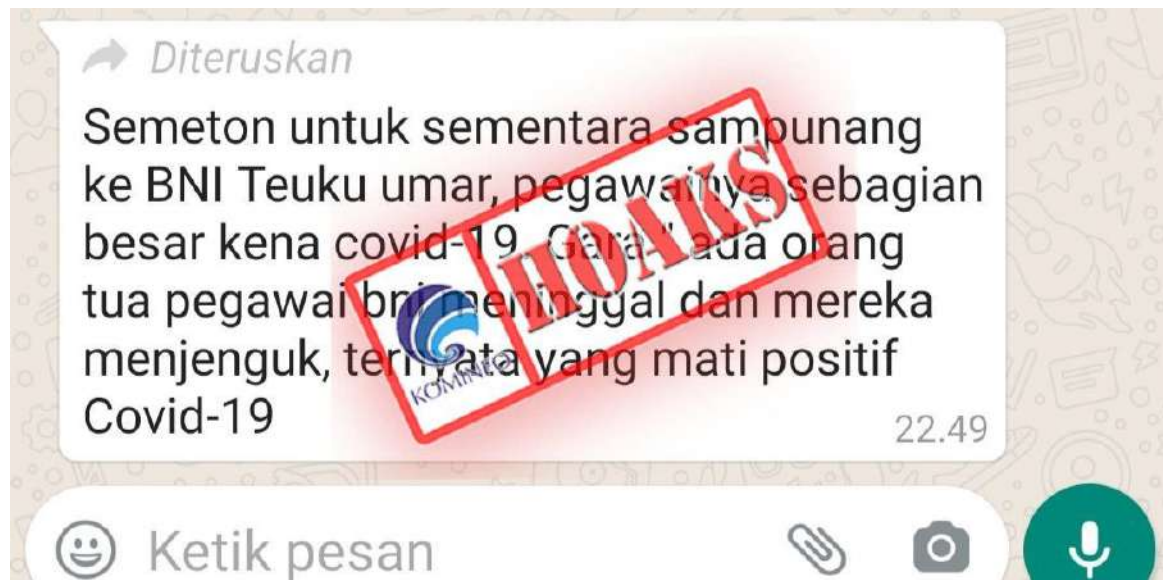 Diteruskan
Semeton untuk sementara sampunang
ke BNI Teuku umar, pegawainya sebagian
besar kena covid-19. Gara" ada orang
tua pegawai bni meninggal dan mereka
menjenguk, ternyata yang mati positif
Covid-19
22.49
KOMINFO
HOAKS
Ketik pesan